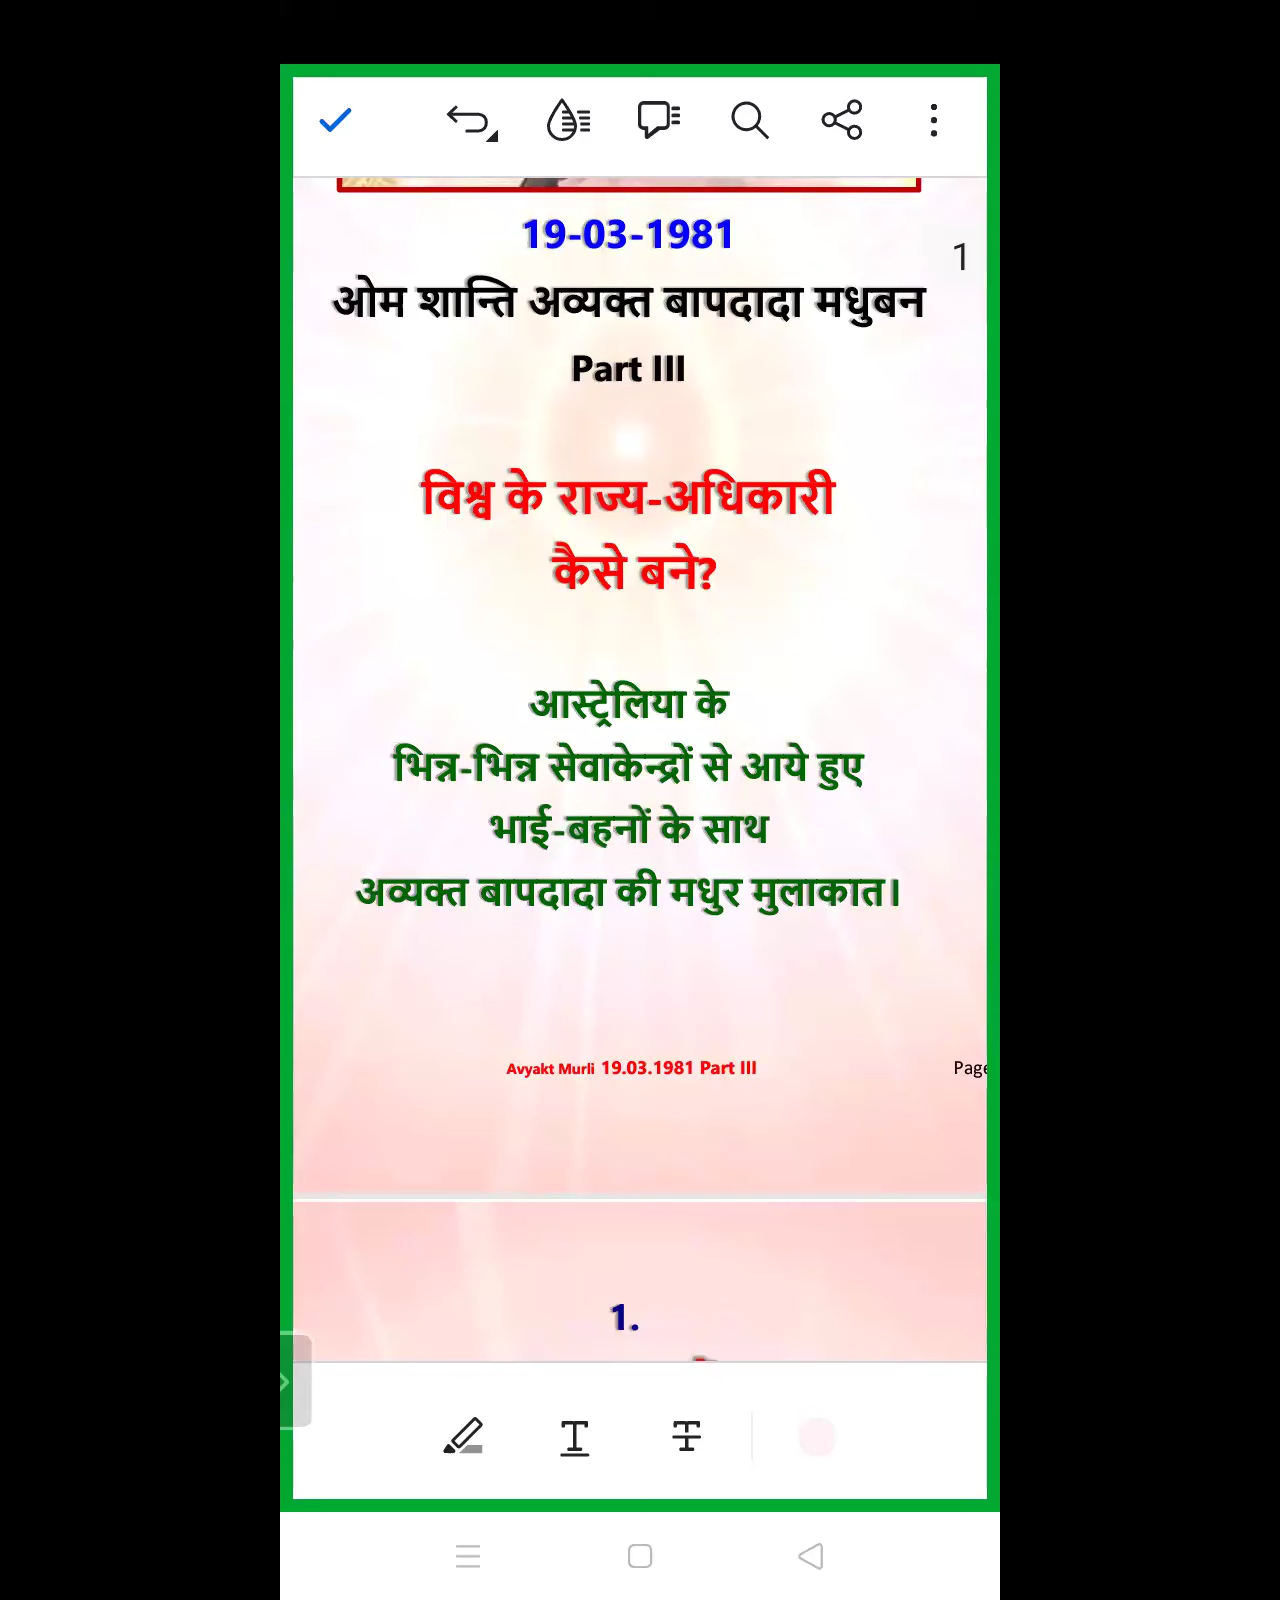 19-03-1981
1
ओम शान्ति अव्यक्त बापदादा मधुबन
Part III
विश्व के राज्य-अधिकारी
कैसे बने?
आस्ट्रेलिया के
भिन्न-भिन्न सेवाकेन्द्रों से आये हुए
भाई-बहनों के साथ
अव्यक्त बापदादा की मधुर मुलाकात।
Avyakt Murli 19.03.1981 Part III
Page
1.